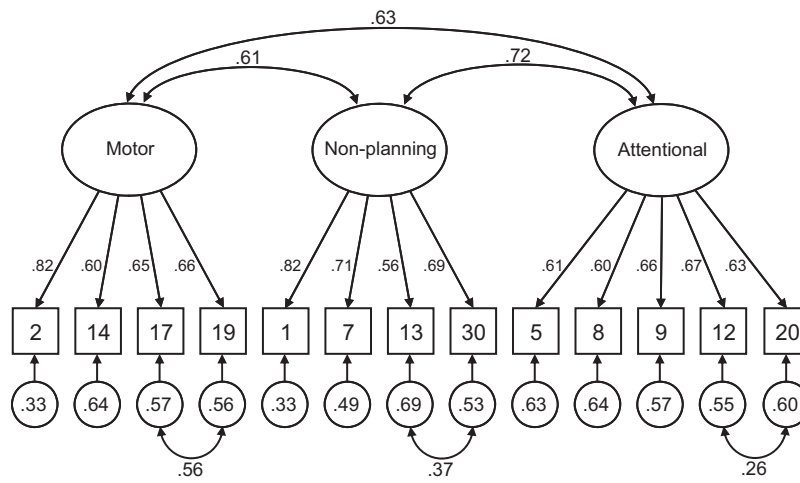 .63
.61
.72
Motor
Non-planning
Attentional
.82 .60 .65 .66 .82 .71 .56 .69 .61 .60 .66 .67 .63
2 14 17 19 1 7 13 30 5 8 9 12 20
.33 .64 .57 .56 .33 .49 .69 .53 .63 .64 .57 .55 .60
.56 .37 .26